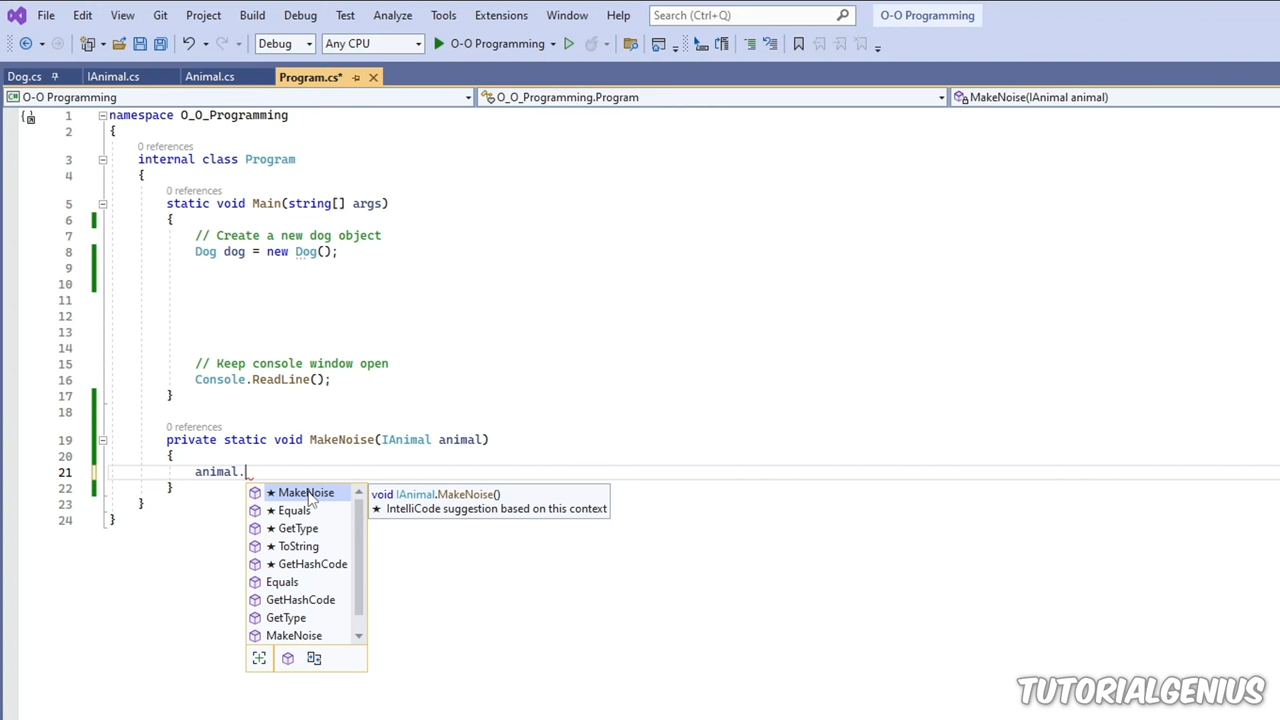 File Edit View Git Project Build Debug Test Analyze Tools Extensions Window Help Search (Ctrl+Q) O-O Programming
Debug Any CPU O-O Programming
Dog.cs IAnimal.cs Animal.cs Program.cs*
O-O Programming O_O_Programming.Program MakeNoise(IAnimal animal)
1 namespace O_O_Programming
2 {
0 references
3 internal class Program
4 {
0 references
5 static void Main(string[] args)
6 {
7 // Create a new dog object
8 Dog dog = new Dog();
9
10
11
12
13
14
15 // Keep console window open
16 Console.ReadLine();
17 }
18
0 references
19 private static void MakeNoise(IAnimal animal)
20 {
21 animal.
22 }
23 }
24 }
★ MakeNoise
★ Equals
★ GetType
★ ToString
★ GetHashCode
Equals
GetHashCode
GetType
MakeNoise
void IAnimal.MakeNoise()
★ IntelliCode suggestion based on this context
TUTORIALGENIUS